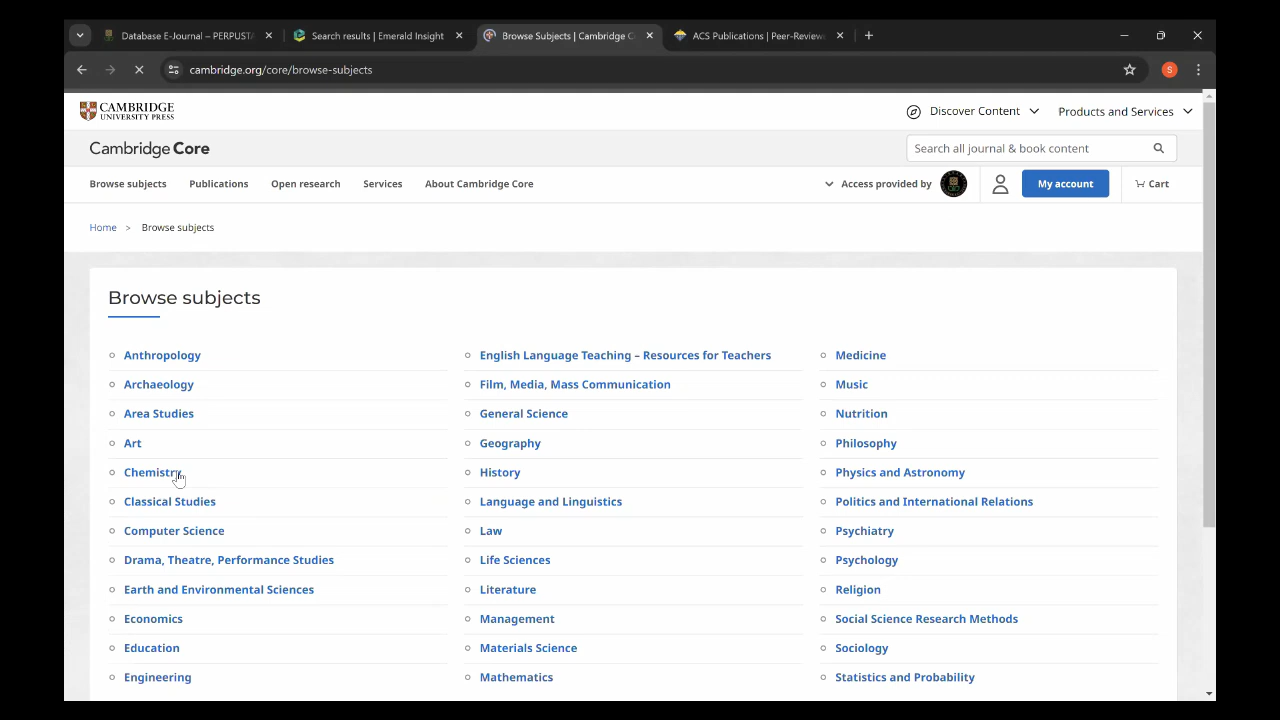 Database E-Journal – PERPUSTA
Search results | Emerald Insight
Browse Subjects | Cambridge C
ACS Publications | Peer-Review
cambridge.org/core/browse-subjects
S
CAMBRIDGE
UNIVERSITY PRESS
Discover Content
Products and Services
Cambridge Core
Search all journal & book content
Browse subjects
Publications
Open research
Services
About Cambridge Core
Access provided by
My account
Cart
Home > Browse subjects
Browse subjects
Anthropology
Archaeology
Area Studies
Art
Chemistry
Classical Studies
Computer Science
Drama, Theatre, Performance Studies
Earth and Environmental Sciences
Economics
Education
Engineering
English Language Teaching – Resources for Teachers
Film, Media, Mass Communication
General Science
Geography
History
Language and Linguistics
Law
Life Sciences
Literature
Management
Materials Science
Mathematics
Medicine
Music
Nutrition
Philosophy
Physics and Astronomy
Politics and International Relations
Psychiatry
Psychology
Religion
Social Science Research Methods
Sociology
Statistics and Probability